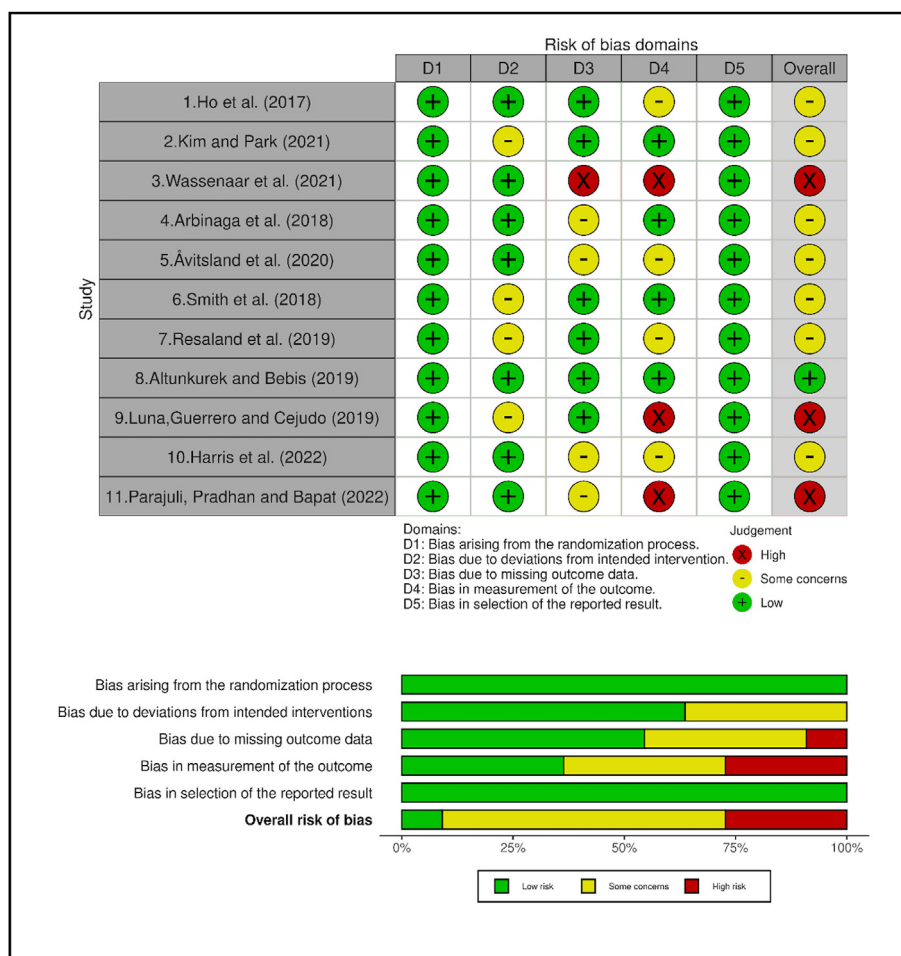 Risk of bias domains
D1 D2 D3 D4 D5 Overall
Study
1.Ho et al. (2017) + + + - + -
2.Kim and Park (2021) + - + + + -
3.Wassenaar et al. (2021) + + X X + X
4.Arbinaga et al. (2018) + + - + + -
5.Åvitsland et al. (2020) + + - - + -
6.Smith et al. (2018) + - + + + -
7.Resaland et al. (2019) + - + - + -
8.Altunkurek and Bebis (2019) + + + + + +
9.Luna,Guerrero and Cejudo (2019) + - + X + X
10.Harris et al. (2022) + + - - + -
11.Parajuli, Pradhan and Bapat (2022) + + - X + X
Domains:
D1: Bias arising from the randomization process.
D2: Bias due to deviations from intended intervention.
D3: Bias due to missing outcome data.
D4: Bias in measurement of the outcome.
D5: Bias in selection of the reported result.
Judgement
X High
- Some concerns
+ Low
Bias arising from the randomization process
Bias due to deviations from intended interventions
Bias due to missing outcome data
Bias in measurement of the outcome
Bias in selection of the reported result
Overall risk of bias
0% 25% 50% 75% 100%
Low risk Some concerns High risk